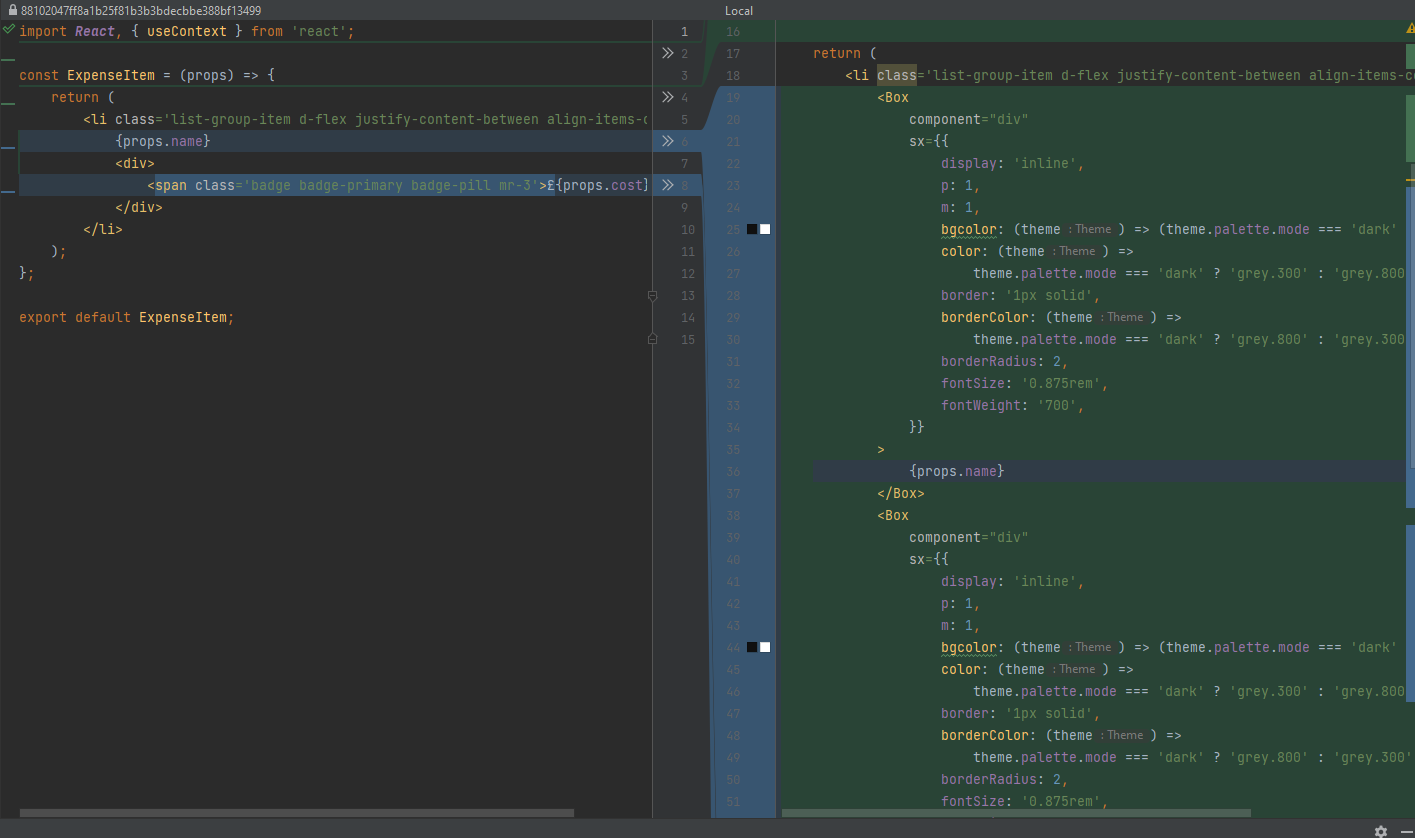 88102047ff8a1b25f81b3b3bdecbbe388bf13499
Local
1 import React, { useContext } from 'react';
2
3 const ExpenseItem = (props) => {
4 return (
5 <li class='list-group-item d-flex justify-content-between align-items-c
6 {props.name}
7 <div>
8 <span class='badge badge-primary badge-pill mr-3'>£{props.cost}
9 </div>
10 </li>
11 );
12 };
13
14 export default ExpenseItem;
15
16
17 return (
18 <li class='list-group-item d-flex justify-content-between align-items-c
19 <Box
20 component="div"
21 sx={{
22 display: 'inline',
23 p: 1,
24 m: 1,
25 bgcolor: (theme : Theme ) => (theme.palette.mode === 'dark'
26 color: (theme : Theme ) =>
27 theme.palette.mode === 'dark' ? 'grey.300' : 'grey.800
28 border: '1px solid',
29 borderColor: (theme : Theme ) =>
30 theme.palette.mode === 'dark' ? 'grey.800' : 'grey.300
31 borderRadius: 2,
32 fontSize: '0.875rem',
33 fontWeight: '700',
34 }}
35 >
36 {props.name}
37 </Box>
38 <Box
39 component="div"
40 sx={{
41 display: 'inline',
42 p: 1,
43 m: 1,
44 bgcolor: (theme : Theme ) => (theme.palette.mode === 'dark'
45 color: (theme : Theme ) =>
46 theme.palette.mode === 'dark' ? 'grey.300' : 'grey.800
47 border: '1px solid',
48 borderColor: (theme : Theme ) =>
49 theme.palette.mode === 'dark' ? 'grey.800' : 'grey.300'
50 borderRadius: 2,
51 fontSize: '0.875rem',